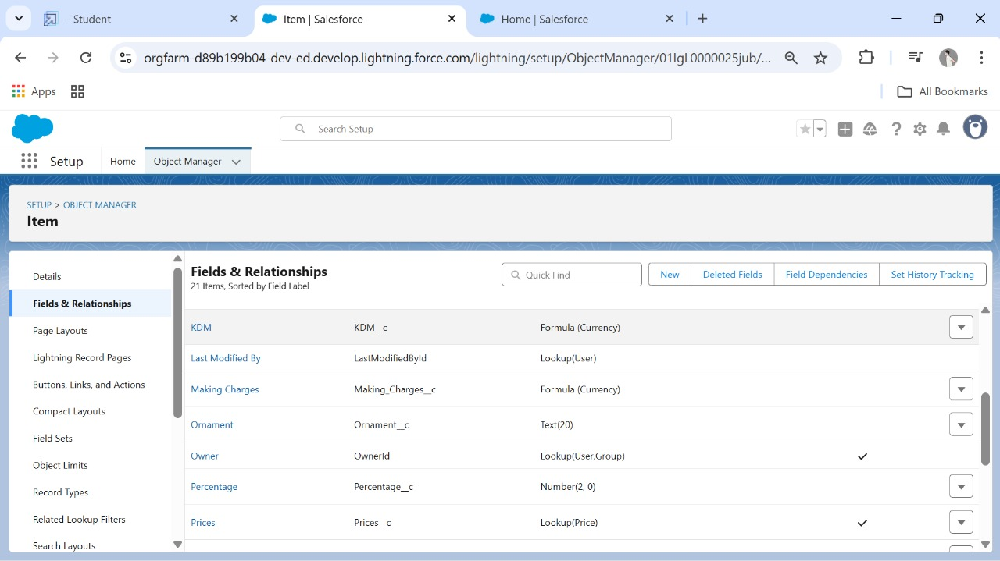 - Student
Item | Salesforce
Home | Salesforce
orgfarm-d89b199b04-dev-ed.develop.lightning.force.com/lightning/setup/ObjectManager/01IgL0000025jub/...
Apps
All Bookmarks
Search Setup
Setup
Home
Object Manager
SETUP > OBJECT MANAGER
Item
Details
Fields & Relationships
Page Layouts
Lightning Record Pages
Buttons, Links, and Actions
Compact Layouts
Field Sets
Object Limits
Record Types
Related Lookup Filters
Search Layouts
Fields & Relationships
21 Items, Sorted by Field Label
Quick Find
New
Deleted Fields
Field Dependencies
Set History Tracking
KDM KDM__c Formula (Currency)
Last Modified By LastModifiedById Lookup(User)
Making Charges Making_Charges__c Formula (Currency)
Ornament Ornament__c Text(20)
Owner OwnerId Lookup(User,Group)
Percentage Percentage__c Number(2, 0)
Prices Prices__c Lookup(Price)